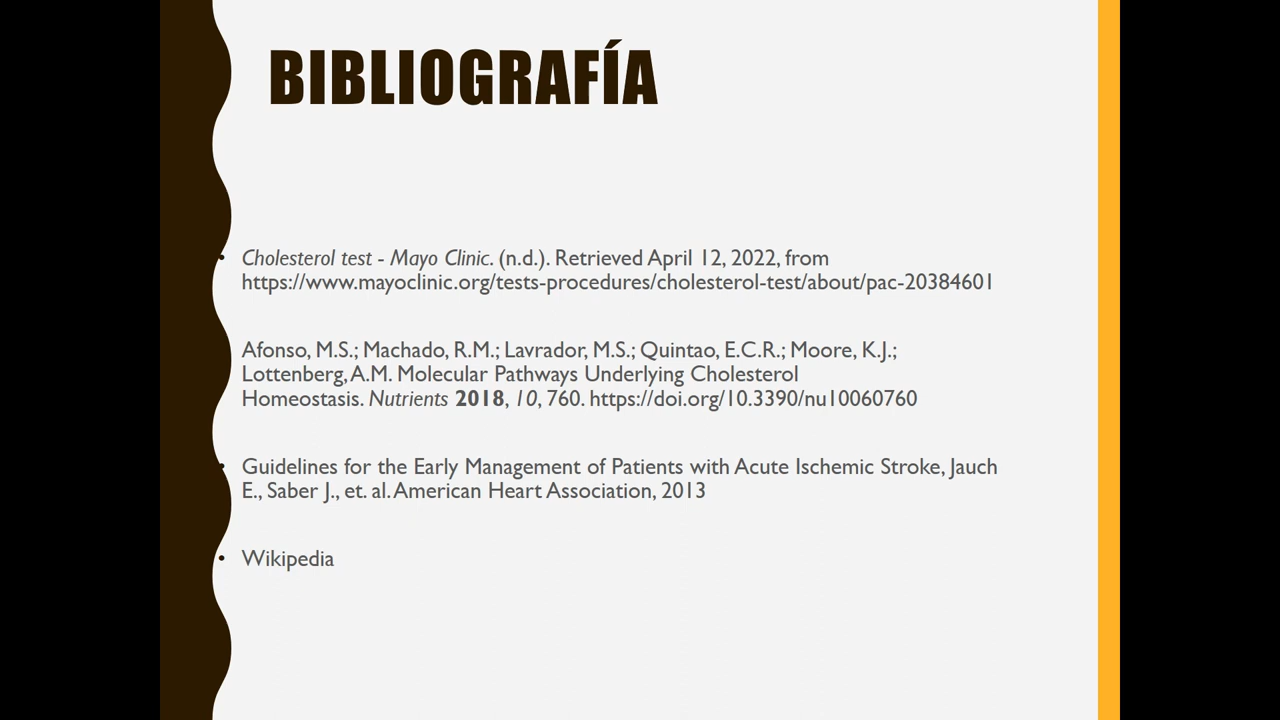 BIBLIOGRAFÍA
• Cholesterol test - Mayo Clinic. (n.d.). Retrieved April 12, 2022, from
https://www.mayoclinic.org/tests-procedures/cholesterol-test/about/pac-20384601
Afonso, M.S.; Machado, R.M.; Lavrador, M.S.; Quintao, E.C.R.; Moore, K.J.;
Lottenberg, A.M. Molecular Pathways Underlying Cholesterol
Homeostasis. Nutrients 2018, 10, 760. https://doi.org/10.3390/nu10060760
• Guidelines for the Early Management of Patients with Acute Ischemic Stroke, Jauch
E., Saber J., et. al. American Heart Association, 2013
• Wikipedia